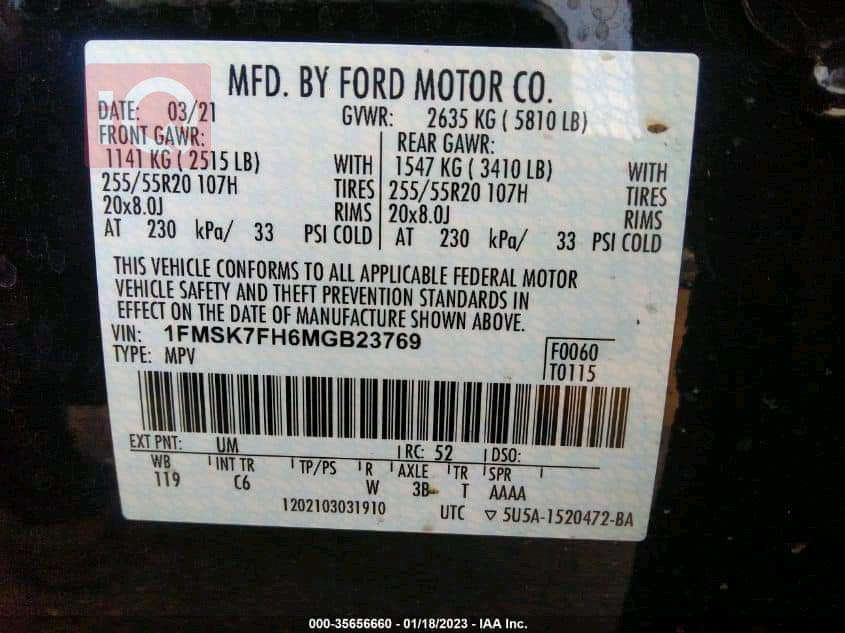 MFD. BY FORD MOTOR CO.
DATE: 03/21 GVWR: 2635 KG ( 5810 LB)
FRONT GAWR: REAR GAWR:
1141 KG ( 2515 LB) WITH 1547 KG ( 3410 LB) WITH
255/55R20 107H TIRES 255/55R20 107H TIRES
20x8.0J RIMS 20x8.0J RIMS
AT 230 kPa/ 33 PSI COLD AT 230 kPa/ 33 PSI COLD
THIS VEHICLE CONFORMS TO ALL APPLICABLE FEDERAL MOTOR
VEHICLE SAFETY AND THEFT PREVENTION STANDARDS IN
EFFECT ON THE DATE OF MANUFACTURE SHOWN ABOVE.
VIN: 1FMSK7FH6MGB23769
TYPE: MPV F0060
T0115
EXT PNT: UM RC: 52 DSO:
WB INT TR TP/PS R AXLE TR SPR
119 C6 W 3B T AAAA
1202103031910 UTC ▽ 5U5A-1520472-BA
000-35656660 - 01/18/2023 - IAA Inc.